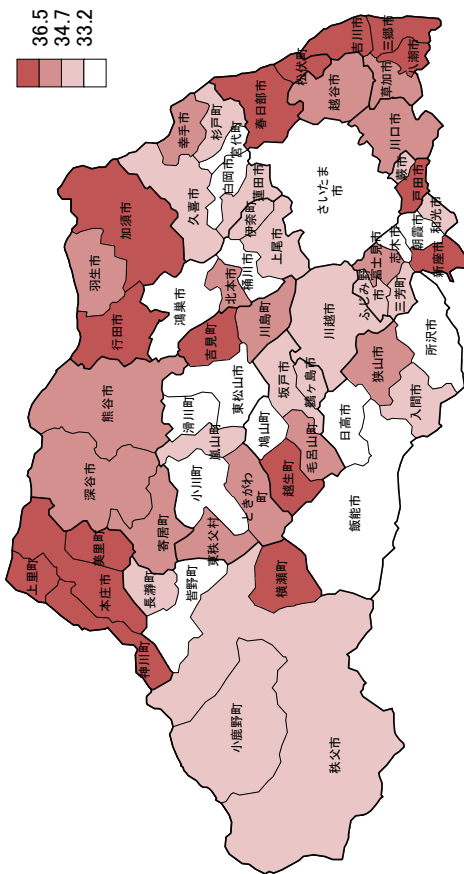 36.5
34.7
33.2
上里町
神川町
本庄市
美里町
深谷市
熊谷市
行田市
羽生市
加須市
長瀞町
寄居町
皆野町
小川町
滑川町
嵐山町
吉見町
鴻巣市
久喜市
幸手市
杉戸町
宮代町
白岡市
北本市
桶川市
伊奈町
蓮田市
上尾市
春日部市
東秩父村
小鹿野町
ときがわ
町
東松山市
鳩山町
川島町
越生町
毛呂山町
坂戸市
鶴ヶ島市
川越市
さいたま
市
松伏町
越谷市
吉川市
三郷市
八潮市
草加市
川口市
蕨市
戸田市
横瀬町
秩父市
飯能市
日高市
狭山市
入間市
所沢市
ふじみ野
市
富士見市
三芳町
志木市
朝霞市
新座市
和光市